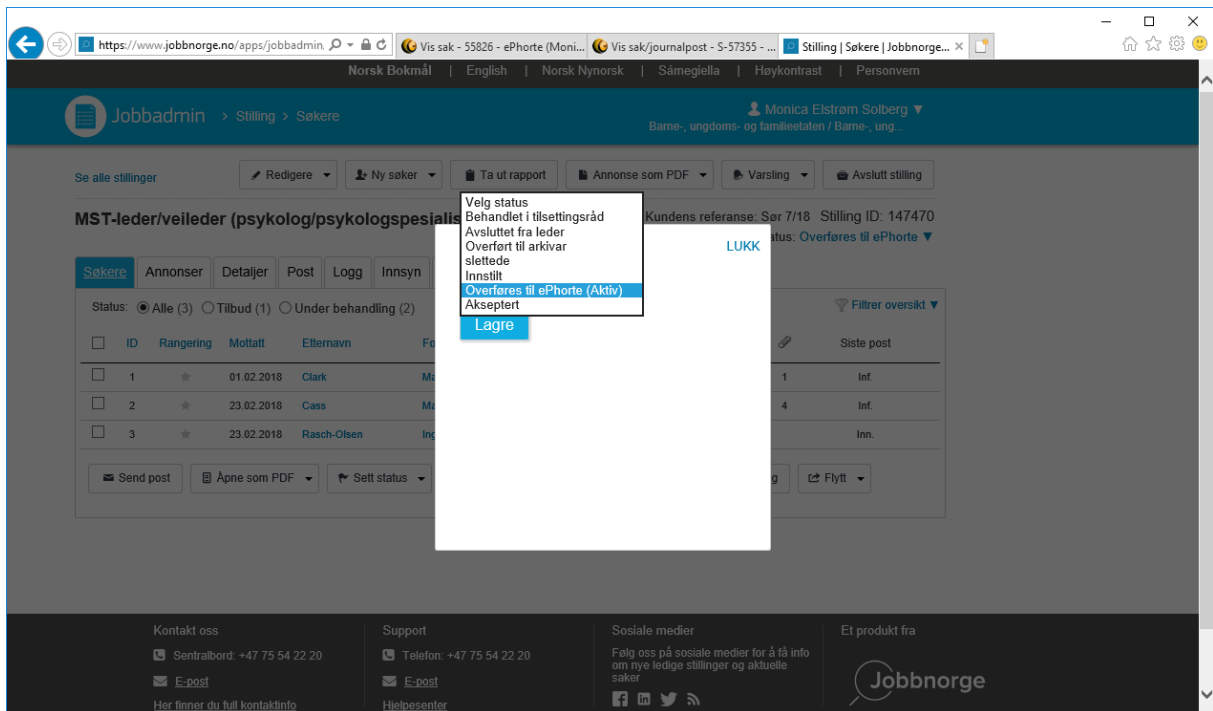 https://www.jobbnorge.no/apps/jobbadmin,
Vis sak - 55826 - ePhorte (Moni...
Vis sak/journalpost - S-57355 - ...
Stilling | Søkere | Jobbnorge...
Norsk Bokmål | English | Norsk Nynorsk | Sámegiella | Høykontrast | Personvern
Jobbadmin > Stilling > Søkere
Monica Elstrøm Solberg ▼
Barne-, ungdoms- og familieetaten / Barne-, ung...
Se alle stillinger
Redigere
Ny søker
Ta ut rapport
Annonse som PDF
Varsling
Avslutt stilling
MST-leder/veileder (psykolog/psykologspesialis
Kundens referanse: Sør 7/18 Stilling ID: 147470
atus: Overføres til ePhorte ▼
Velg status
Behandlet i tilsettingsråd
Avsluttet fra leder
Overført til arkivar
slettede
Innstilt
Overføres til ePhorte (Aktiv)
Akseptert
LUKK
Lagre
Søkere Annonser Detaljer Post Logg Innsyn
Status: Alle (3) Tilbud (1) Under behandling (2)
Filtrer oversikt ▼
ID Rangering Mottatt Etternavn Fo Siste post
1 01.02.2018 Clark Ma 1 Inf.
2 23.02.2018 Cass Ma 4 Inf.
3 23.02.2018 Rasch-Olsen Ing Inn.
Send post Åpne som PDF Sett status g Flytt
Kontakt oss
Sentralbord: +47 75 54 22 20
E-post
Her finner du full kontaktinfo
Support
Telefon: +47 75 54 22 20
E-post
Hjelpesenter
Sosiale medier
Følg oss på sosiale medier for å få info
om nye ledige stillinger og aktuelle
saker
Et produkt fra
Jobbnorge